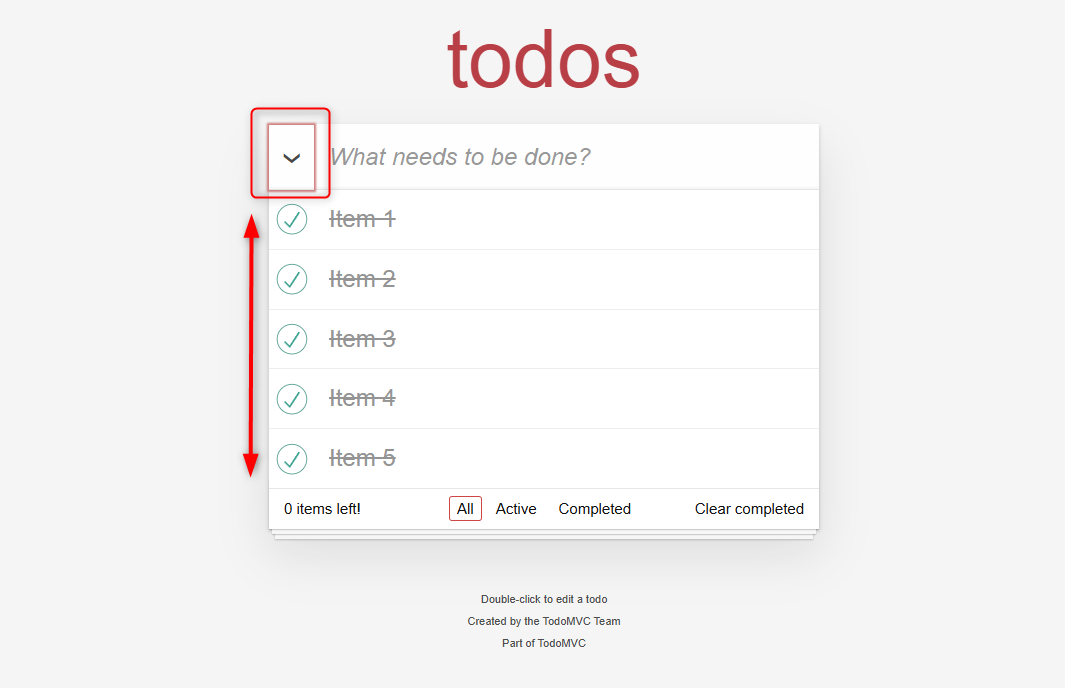 todos
What needs to be done?
Item 1
Item 2
Item 3
Item 4
Item 5
0 items left! All Active Completed Clear completed
Double-click to edit a todo
Created by the TodoMVC Team
Part of TodoMVC